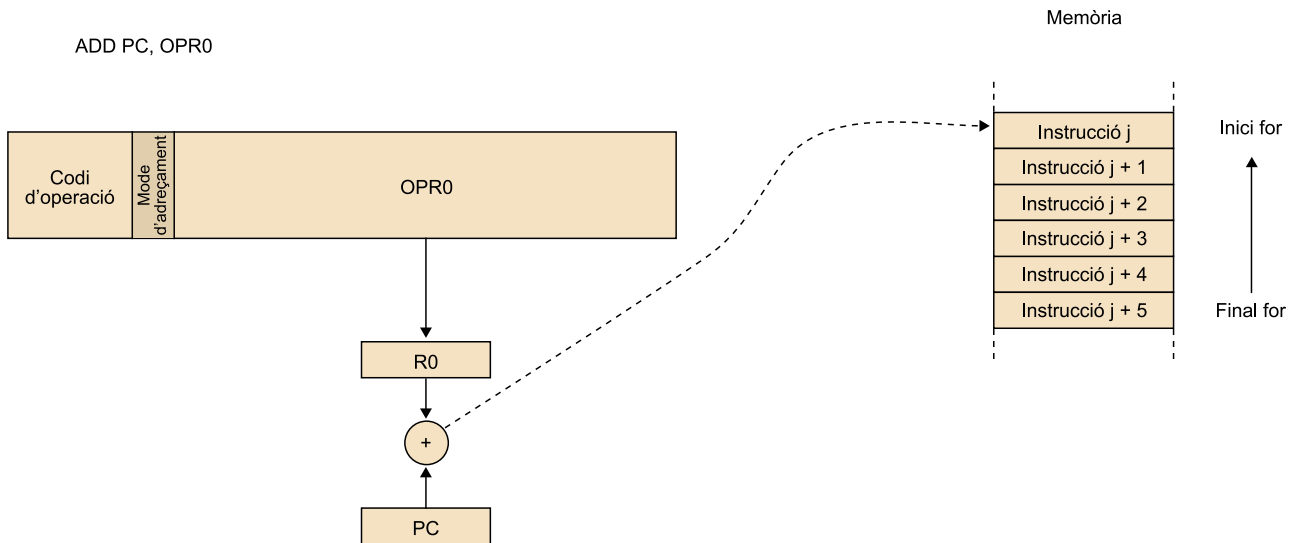 Memòria
ADD PC, OPR0
Codi
d’operació
Mode
d’adreçament
OPR0
Instrucció j
Instrucció j + 1
Instrucció j + 2
Instrucció j + 3
Instrucció j + 4
Instrucció j + 5
Inici for
Final for
R0
+
PC